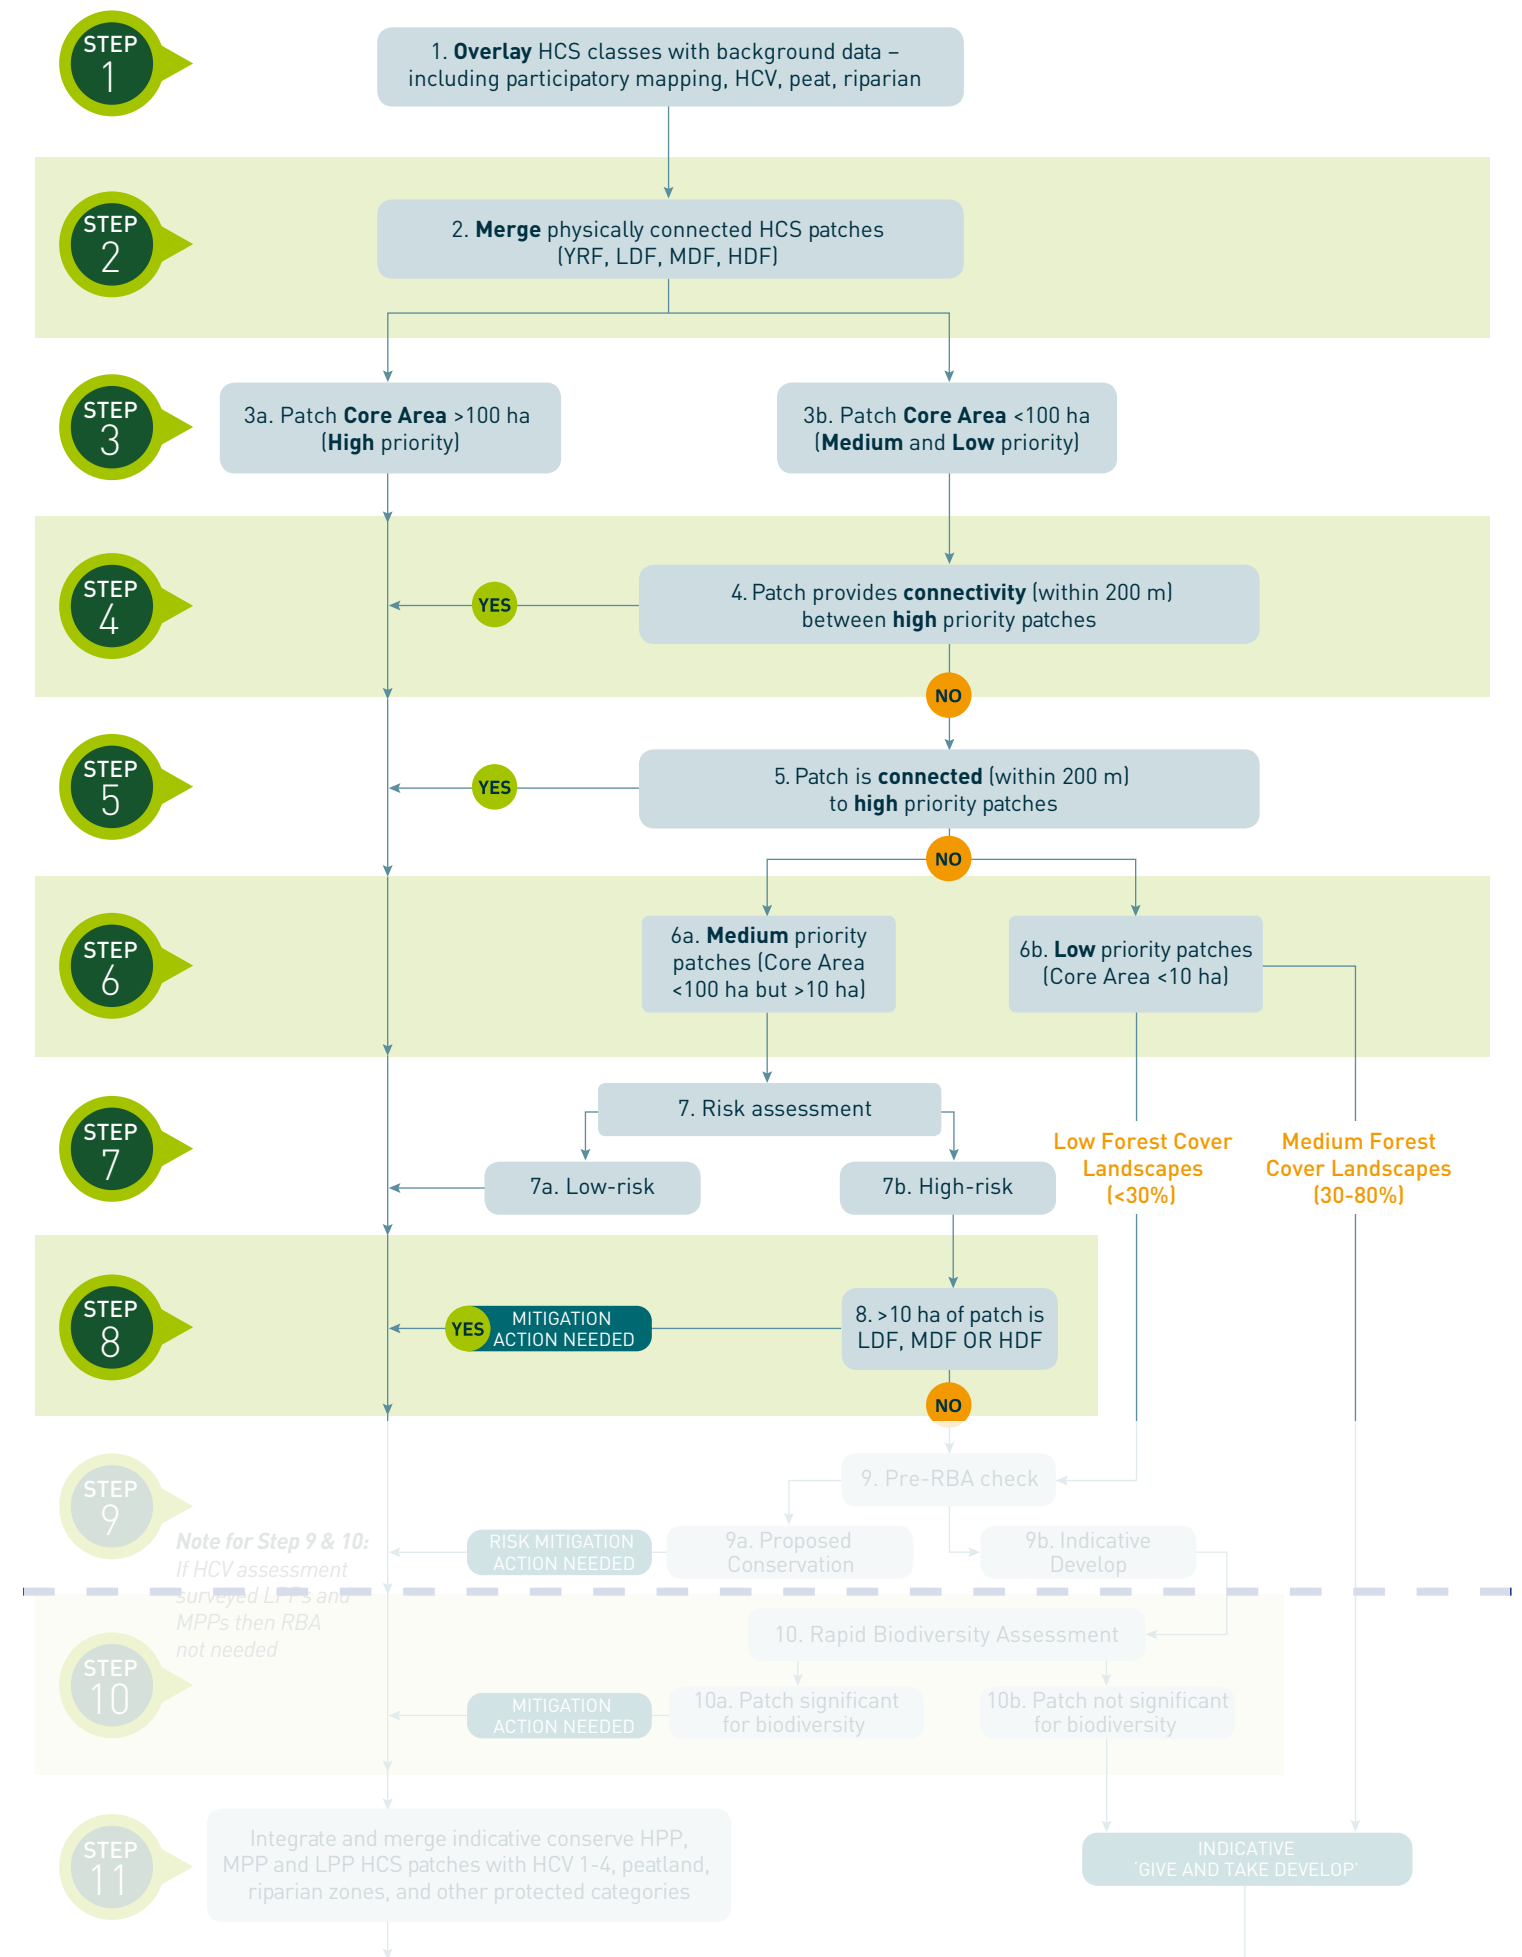 STEP
1
1. Overlay HCS classes with background data –
including participatory mapping, HCV, peat, riparian
STEP
2
2. Merge physically connected HCS patches
(YRF, LDF, MDF, HDF)
STEP
3
3a. Patch Core Area >100 ha
(High priority)
3b. Patch Core Area <100 ha
(Medium and Low priority)
STEP
4
YES
4. Patch provides connectivity (within 200 m)
between high priority patches
NO
STEP
5
YES
5. Patch is connected (within 200 m)
to high priority patches
NO
STEP
6
6a. Medium priority
patches (Core Area
<100 ha but >10 ha)
6b. Low priority patches
(Core Area <10 ha)
STEP
7
7. Risk assessment
7a. Low-risk
7b. High-risk
Low Forest Cover
Landscapes
(<30%)
Medium Forest
Cover Landscapes
(30-80%)
STEP
8
YES
MITIGATION
ACTION NEEDED
8. >10 ha of patch is
LDF, MDF OR HDF
NO
STEP
9
9. Pre-RBA check
Note for Step 9 & 10:
If HCV assessment
surveyed LPPs and
MPPs then RBA
not needed
RISK MITIGATION
ACTION NEEDED
9a. Proposed
Conservation
9b. Indicative
Develop
STEP
10
10. Rapid Biodiversity Assessment
MITIGATION
ACTION NEEDED
10a. Patch significant
for biodiversity
10b. Patch not significant
for biodiversity
STEP
11
Integrate and merge indicative conserve HPP,
MPP and LPP HCS patches with HCV 1-4, peatland,
riparian zones, and other protected categories
INDICATIVE
‘GIVE AND TAKE DEVELOP’